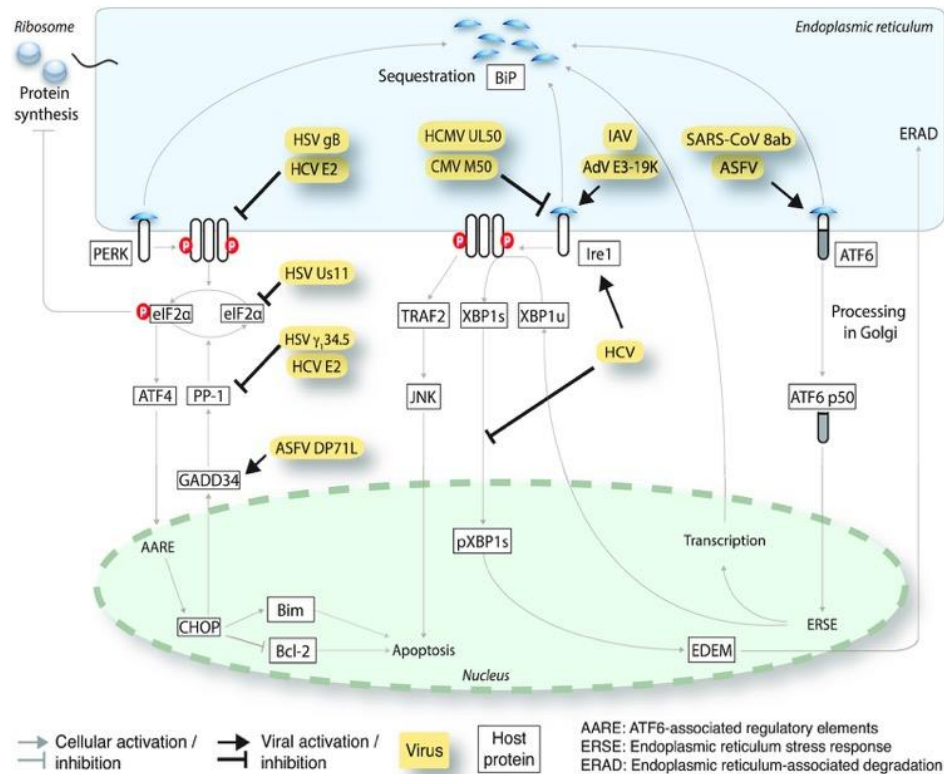 Ribosome
Endoplasmic reticulum
Protein
synthesis
Sequestration BiP
ERAD
HSV gB
HCV E2
HCMV UL50
CMV M50
IAV
AdV E3-19K
SARS-CoV 8ab
ASFV
PERK
P
P
P
P
Ire1
ATF6
HSV Us11
P
eIF2α
eIF2α
TRAF2
XBP1s
XBP1u
Processing
in Golgi
HSV γ134.5
HCV E2
HCV
ATF4
PP-1
JNK
ATF6 p50
ASFV DP71L
GADD34
AARE
pXBP1s
Transcription
CHOP
Bim
Bcl-2
Apoptosis
EDEM
ERSE
Nucleus
Cellular activation /
inhibition
Viral activation /
inhibition
Virus
Host
protein
AARE: ATF6-associated regulatory elements
ERSE: Endoplasmic reticulum stress response
ERAD: Endoplasmic reticulum-associated degradation